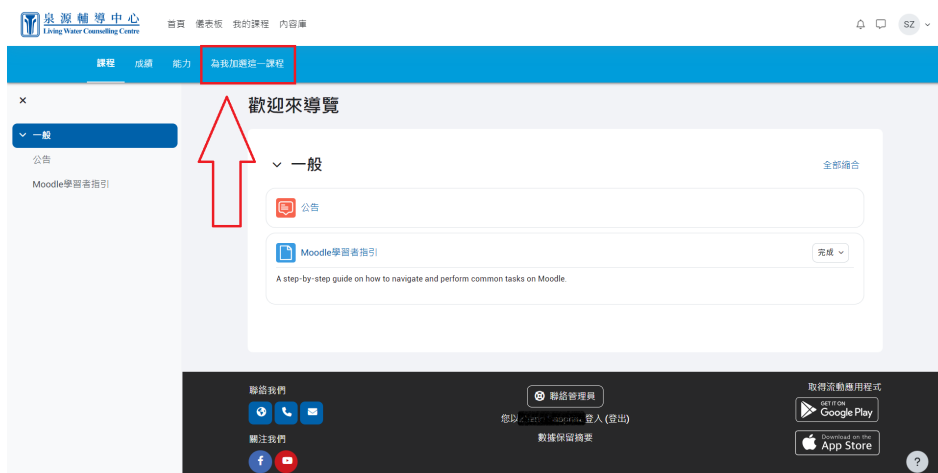 泉源輔導中心
Living Water Counselling Centre
首頁 儀表板 我的課程 內容庫
SZ
課程 成績 能力 為我加選這一課程
歡迎來導覽
一般
公告
Moodle學習者指引
一般
全部縮合
公告
Moodle學習者指引
完成
A step-by-step guide on how to navigate and perform common tasks on Moodle.
聯絡我們
關注我們
聯絡管理員
您以 登入 (登出)
數據保留摘要
取得流動應用程式
GET IT ON
Google Play
Download on the
App Store
?